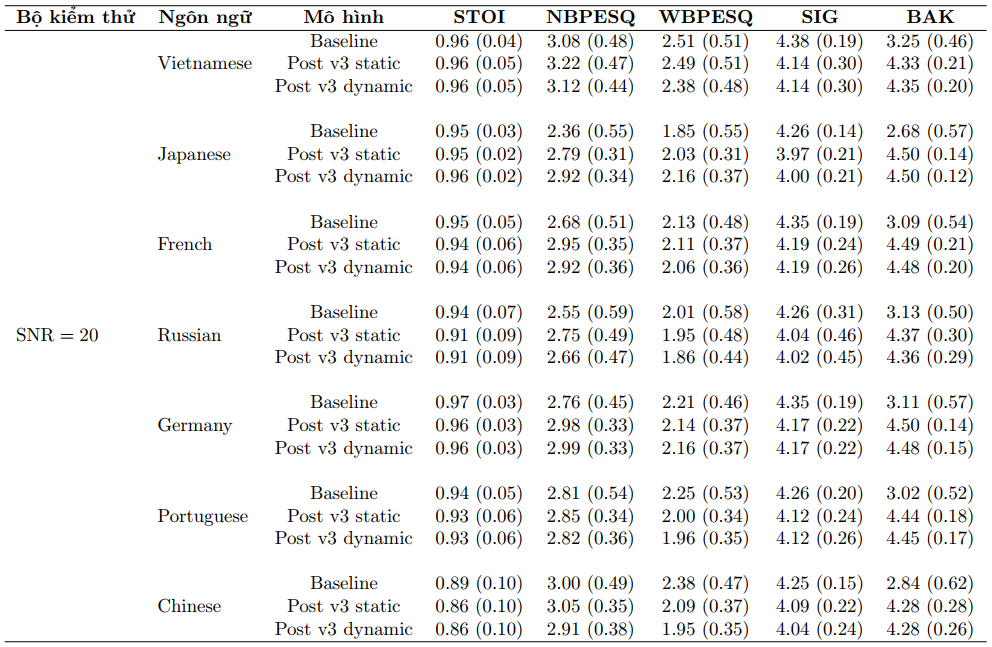 Bộ kiểm thử Ngôn ngữ Mô hình STOI NBPESQ WBPESQ SIG BAK
Baseline 0.96 (0.04) 3.08 (0.48) 2.51 (0.51) 4.38 (0.19) 3.25 (0.46)
Vietnamese Post v3 static 0.96 (0.05) 3.22 (0.47) 2.49 (0.51) 4.14 (0.30) 4.33 (0.21)
Post v3 dynamic 0.96 (0.05) 3.12 (0.44) 2.38 (0.48) 4.14 (0.30) 4.35 (0.20)
Baseline 0.95 (0.03) 2.36 (0.55) 1.85 (0.55) 4.26 (0.14) 2.68 (0.57)
Japanese Post v3 static 0.95 (0.02) 2.79 (0.31) 2.03 (0.31) 3.97 (0.21) 4.50 (0.14)
Post v3 dynamic 0.96 (0.02) 2.92 (0.34) 2.16 (0.37) 4.00 (0.21) 4.50 (0.12)
Baseline 0.95 (0.05) 2.68 (0.51) 2.13 (0.48) 4.35 (0.19) 3.09 (0.54)
French Post v3 static 0.94 (0.06) 2.95 (0.35) 2.11 (0.37) 4.19 (0.24) 4.49 (0.21)
Post v3 dynamic 0.94 (0.06) 2.92 (0.36) 2.06 (0.36) 4.19 (0.26) 4.48 (0.20)
Baseline 0.94 (0.07) 2.55 (0.59) 2.01 (0.58) 4.26 (0.31) 3.13 (0.50)
SNR = 20 Russian Post v3 static 0.91 (0.09) 2.75 (0.49) 1.95 (0.48) 4.04 (0.46) 4.37 (0.30)
Post v3 dynamic 0.91 (0.09) 2.66 (0.47) 1.86 (0.44) 4.02 (0.45) 4.36 (0.29)
Baseline 0.97 (0.03) 2.76 (0.45) 2.21 (0.46) 4.35 (0.19) 3.11 (0.57)
Germany Post v3 static 0.96 (0.03) 2.98 (0.33) 2.14 (0.37) 4.17 (0.22) 4.50 (0.14)
Post v3 dynamic 0.96 (0.03) 2.99 (0.33) 2.16 (0.37) 4.17 (0.22) 4.48 (0.15)
Baseline 0.94 (0.05) 2.81 (0.54) 2.25 (0.53) 4.26 (0.20) 3.02 (0.52)
Portuguese Post v3 static 0.93 (0.06) 2.85 (0.34) 2.00 (0.34) 4.12 (0.24) 4.44 (0.18)
Post v3 dynamic 0.93 (0.06) 2.82 (0.36) 1.96 (0.35) 4.12 (0.26) 4.45 (0.17)
Baseline 0.89 (0.10) 3.00 (0.49) 2.38 (0.47) 4.25 (0.15) 2.84 (0.62)
Chinese Post v3 static 0.86 (0.10) 3.05 (0.35) 2.09 (0.37) 4.09 (0.22) 4.28 (0.28)
Post v3 dynamic 0.86 (0.10) 2.91 (0.38) 1.95 (0.35) 4.04 (0.24) 4.28 (0.26)